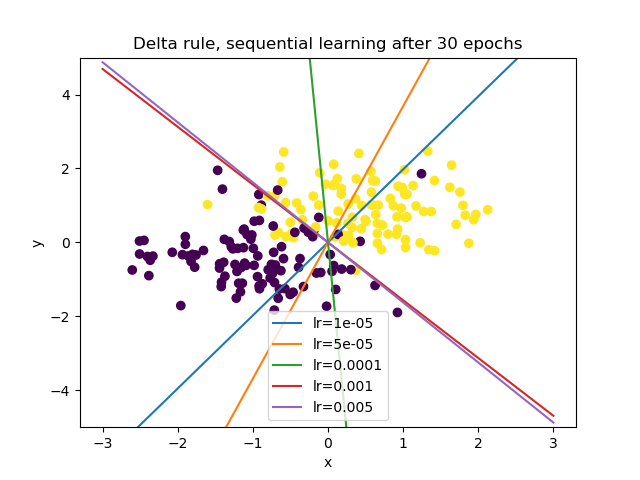 Delta rule, sequential learning after 30 epochs
y
4
2
0
−2
−4
lr=1e-05
lr=5e-05
lr=0.0001
lr=0.001
lr=0.005
−3 −2 −1 0 1 2 3
x